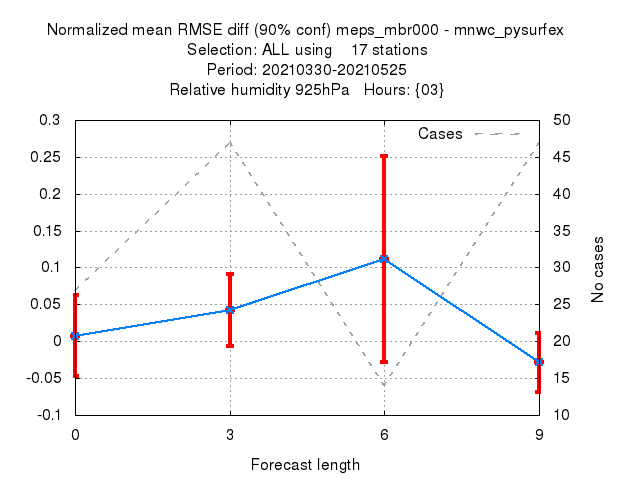 Normalized mean RMSE diff (90% conf) meps_mbr000 - mnwc_pysurfex
Selection: ALL using    17 stations
Period: 20210330-20210525
Relative humidity 925hPa   Hours: {03}
Cases
0.3
0.25
0.2
0.15
0.1
0.05
0
-0.05
-0.1
50
45
40
35
30
25
20
15
10
No cases
0 3 6 9
Forecast length